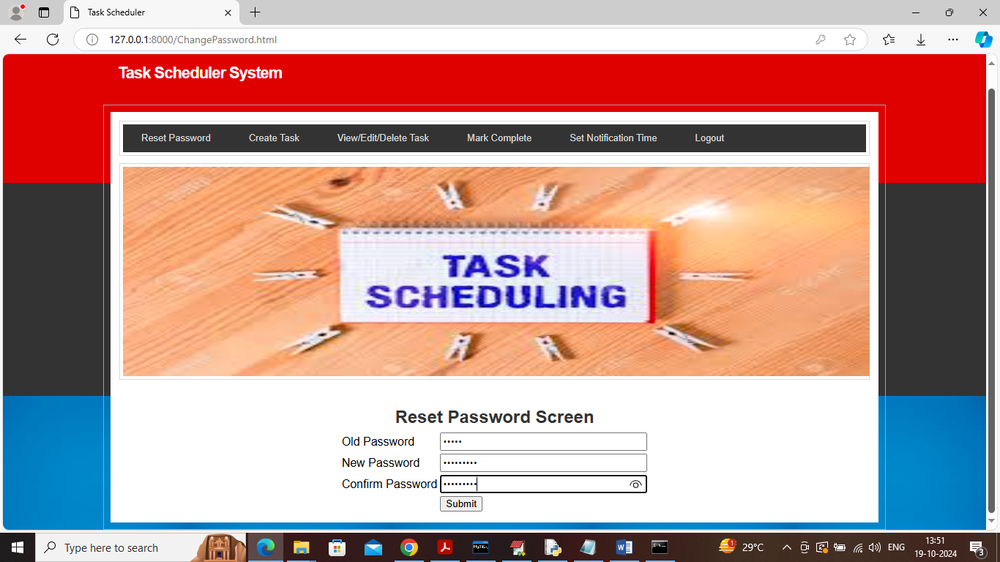 Task Scheduler
127.0.0.1:8000/ChangePassword.html
Task Scheduler System
Reset Password Create Task View/Edit/Delete Task Mark Complete Set Notification Time Logout
TASK
SCHEDULING
Reset Password Screen
Old Password •••••
New Password •••••••••
Confirm Password •••••••••
Submit
Type here to search
1
29°C
ENG
13:51
19-10-2024
3